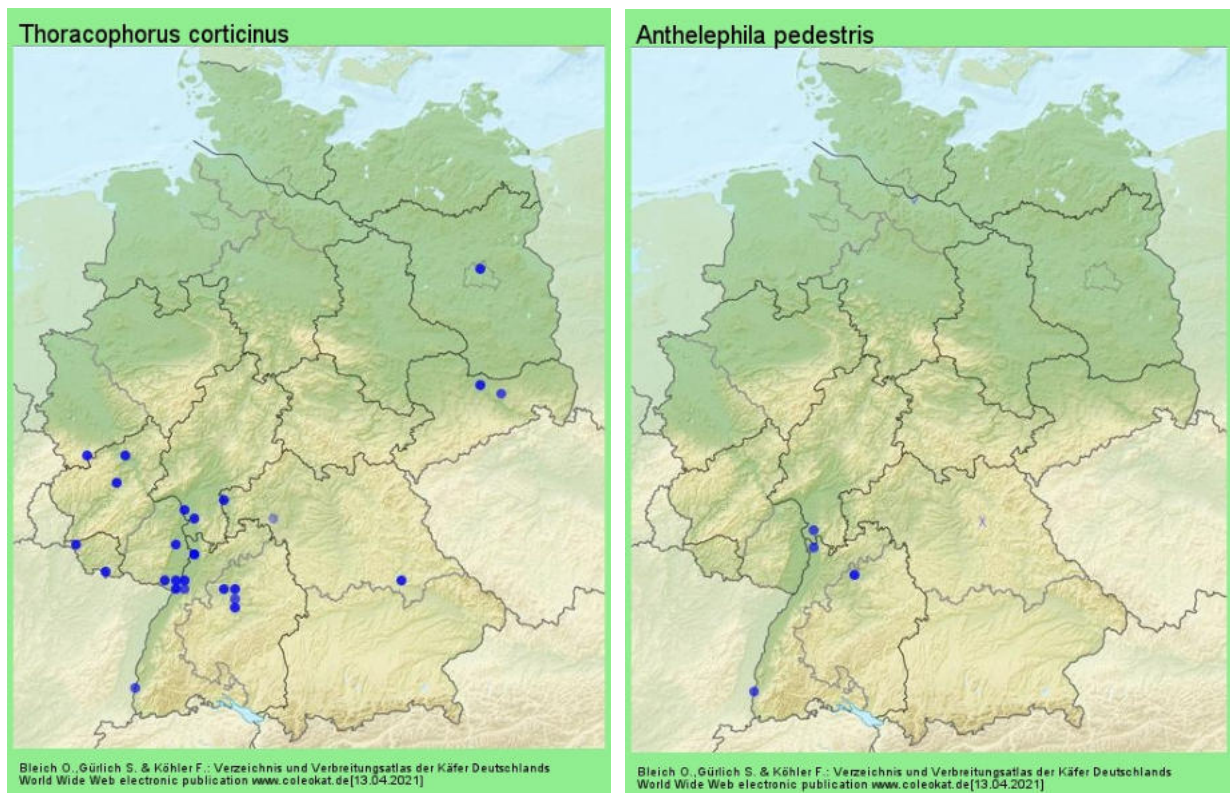 Thoracophorus corticinus
Bleich O.,Gürlich S. & Köhler F.: Verzeichnis und Verbreitungsatlas der Käfer Deutschlands
World Wide Web electronic publication www.coleokat.de[13.04.2021]
Anthelephila pedestris
Bleich O.,Gürlich S. & Köhler F.: Verzeichnis und Verbreitungsatlas der Käfer Deutschlands
World Wide Web electronic publication www.coleokat.de[13.04.2021]